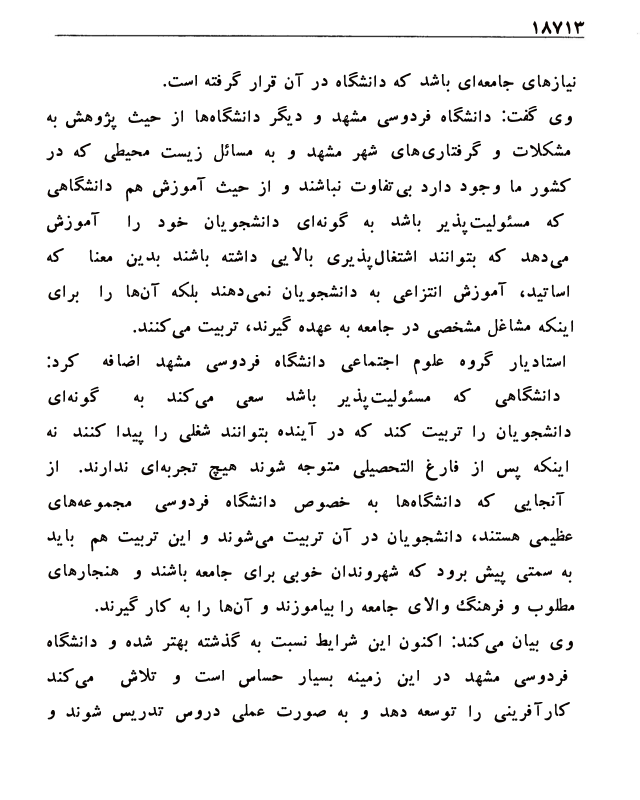 ۱۸۷۱۳
نیازهای جامعه‌ای باشد که دانشگاه در آن قرار گرفته است.
وی گفت: دانشگاه فردوسی مشهد و دیگر دانشگاه‌ها از حیث پژوهش به
مشکلات و گرفتاری‌های شهر مشهد و به مسائل زیست محیطی که در
کشور ما وجود دارد بی‌تفاوت نباشند و از حیث آموزش هم دانشگاهی
که مسئولیت‌پذیر باشد به گونه‌ای دانشجویان خود را آموزش
می‌دهد که بتوانند اشتغال‌پذیری بالایی داشته باشند بدین معنا که
اساتید، آموزش انتزاعی به دانشجویان نمی‌دهند بلکه آن‌ها را برای
اینکه مشاغل مشخصی در جامعه به عهده گیرند، تربیت می‌کنند.
استادیار گروه علوم اجتماعی دانشگاه فردوسی مشهد اضافه کرد:
دانشگاهی که مسئولیت‌پذیر باشد سعی می‌کند به گونه‌ای
دانشجویان را تربیت کند که در آینده بتوانند شغلی را پیدا کنند نه
اینکه پس از فارغ التحصیلی متوجه شوند هیچ تجربه‌ای ندارند. از
آنجایی که دانشگاه‌ها به خصوص دانشگاه فردوسی مجموعه‌های
عظیمی هستند، دانشجویان در آن تربیت می‌شوند و این تربیت هم باید
به سمتی پیش برود که شهروندان خوبی برای جامعه باشند و هنجارهای
مطلوب و فرهنگ والای جامعه را بیاموزند و آن‌ها را به کار گیرند.
وی بیان می‌کند: اکنون این شرایط نسبت به گذشته بهتر شده و دانشگاه
فردوسی مشهد در این زمینه بسیار حساس است و تلاش می‌کند
کارآفرینی را توسعه دهد و به صورت عملی دروس تدریس شوند و